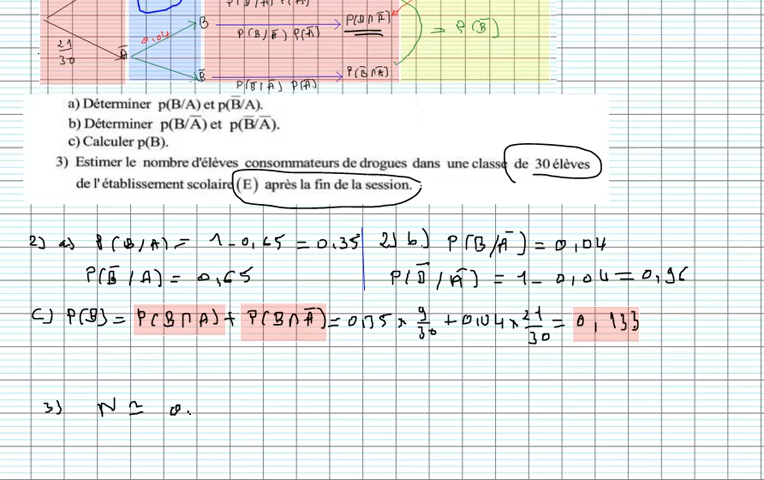 B P(B∩A̅)
0,04
21/30 A̅ P(B/A̅) P(A̅) => P(B̅)
B̅ P(B̅∩A̅)
P(B̅/A̅) P(A̅)
a) Déterminer p(B/A) et p(B̅/A).
b) Déterminer p(B/A̅) et p(B̅/A̅).
c) Calculer p(B).
3) Estimer le nombre d'élèves consommateurs de drogues dans une classe de 30 élèves
de l'établissement scolaire (E) après la fin de la session.
2) a) P(B/A) = 1-0,65 = 0,35 2) b) P(B/A̅) = 0,04
P(B̅/A) = 0,65 P(B̅/A̅) = 1-0,04 = 0,96
c) P(B) = P(B∩A) + P(B∩A̅) = 0,35 × 9/30 + 0,04 × 21/30 = 0,133
3) N ≃ 0,